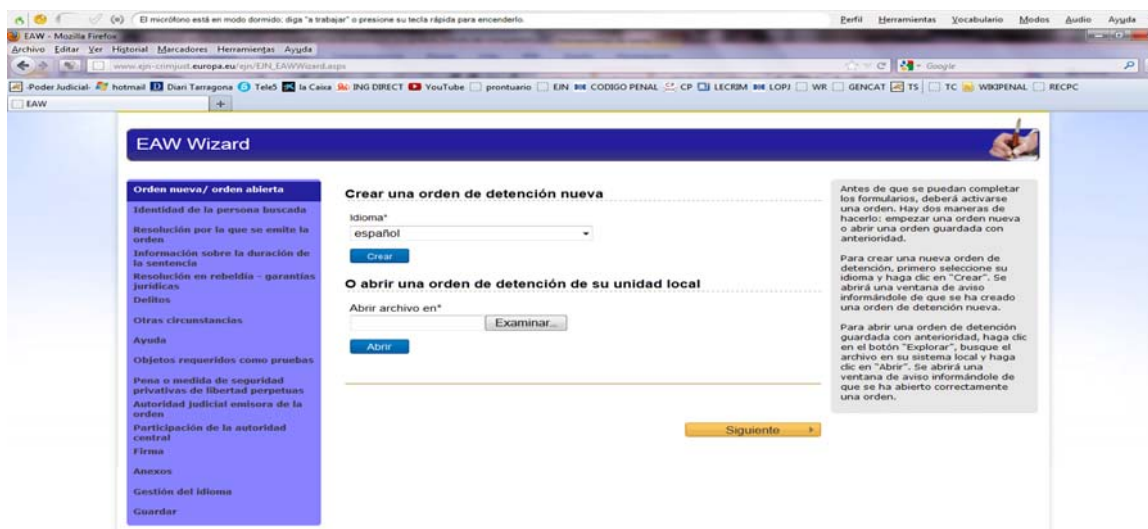 El micrófono está en modo dormido; diga "a trabajar" o presione su tecla rápida para encenderlo.
Perfil Herramientas Vocabulario Modos Audio Ayuda
EAW - Mozilla Firefox
Archivo Editar Ver Historial Marcadores Herramientas Ayuda
www.ejn-crimjust.europa.eu/ejn/EJN_EAWWizard.aspx
Google
-Poder Judicial- hotmail Diari Tarragona Tele5 la Caixa ING DIRECT YouTube prontuario EJN CODIGO PENAL CP LECRIM LOPJ WR GENCAT TS TC WIKIPENAL RECPC
EAW
EAW Wizard
Orden nueva/ orden abierta
Identidad de la persona buscada
Resolución por la que se emite la
orden
Información sobre la duración de
la sentencia
Resolución en rebeldía - garantías
jurídicas
Delitos
Otras circunstancias
Ayuda
Objetos requeridos como pruebas
Pena o medida de seguridad
privativas de libertad perpetuas
Autoridad judicial emisora de la
orden
Participación de la autoridad
central
Firma
Anexos
Gestión del idioma
Guardar
Crear una orden de detención nueva
Idioma*
español
Crear
O abrir una orden de detención de su unidad local
Abrir archivo en*
Examinar...
Abrir
Siguiente
Antes de que se puedan completar
los formularios, deberá activarse
una orden. Hay dos maneras de
hacerlo: empezar una orden nueva
o abrir una orden guardada con
anterioridad.
Para crear una nueva orden de
detención, primero seleccione su
idioma y haga clic en "Crear". Se
abrirá una ventana de aviso
informándole de que se ha creado
una orden de detención nueva.
Para abrir una orden de detención
guardada con anterioridad, haga clic
en el botón "Explorar", busque el
archivo en su sistema local y haga
clic en "Abrir". Se abrirá una
ventana de aviso informándole de
que se ha abierto correctamente
una orden.